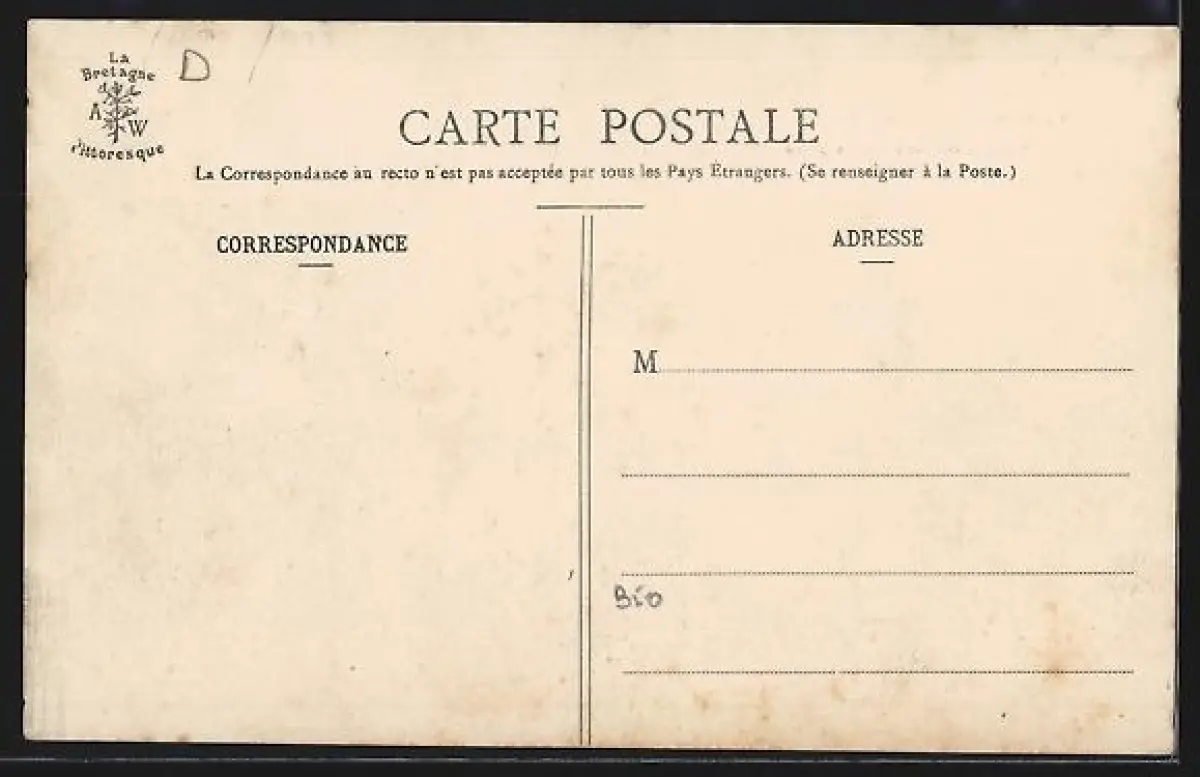 La
Bretagne
D
A W
Pittoresque
CARTE POSTALE
La Correspondance au recto n'est pas acceptée par tous les Pays Étrangers. (Se renseigner à la Poste.)
CORRESPONDANCE
ADRESSE
M
Bio